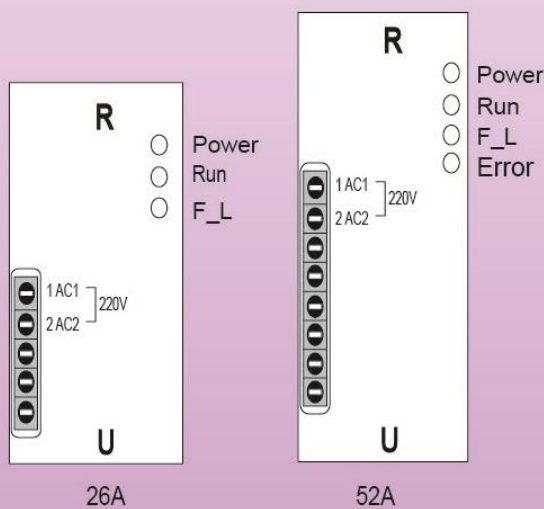 R
Power
Run
F_L
1 AC1
2 AC2
220V
U
26A
R
Power
Run
F_L
Error
1 AC1
2 AC2
220V
U
52A